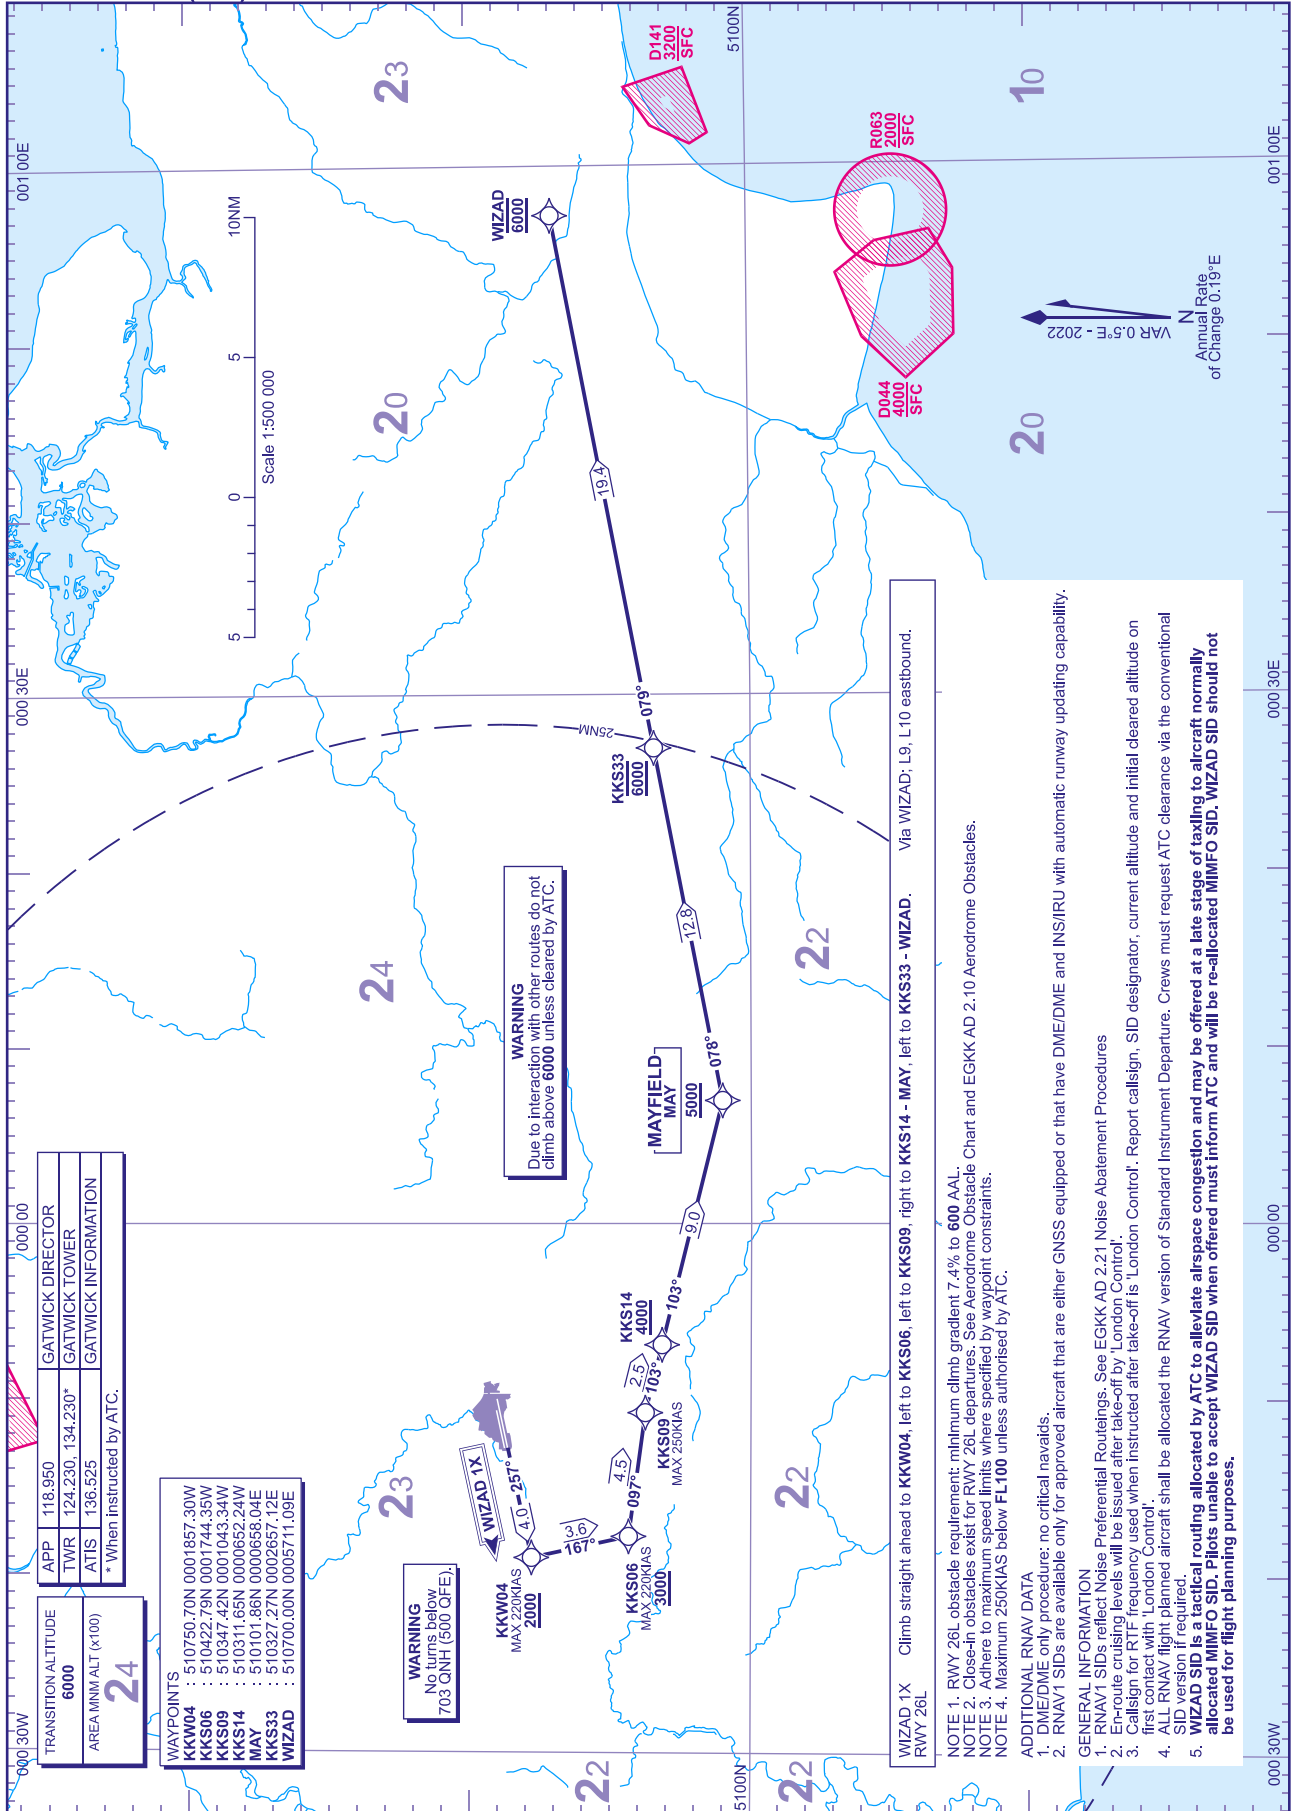 TRANSITION ALTITUDE
6000
AREA MNM ALT (x100)
24
APP 118.950 GATWICK DIRECTOR
TWR 124.230, 134.230* GATWICK TOWER
ATIS 136.525 GATWICK INFORMATION
* When instructed by ATC.
WAYPOINTS
KKW04 : 510750.70N 0001857.30W
KKS06 : 510422.79N 0001744.35W
KKS09 : 510347.42N 0001043.34W
KKS14 : 510311.65N 0000652.24W
MAY : 510101.86N 0000658.04E
KKS33 : 510327.27N 0002657.12E
WIZAD : 510700.00N 0005711.09E
000 30W
000 00
000 30E
001 00E
5 0 5 10NM
Scale 1:500 000
23
20
24
23
WARNING
No turns below
703 QNH (500 QFE).
WIZAD 1X
257°
4.0
KKW04
MAX 220KIAS
2000
3.6
167°
KKS06
MAX 220KIAS
3000
097°
4.5
KKS09
MAX 250KIAS
2.5
103°
KKS14
4000
103°
9.0
MAYFIELD
MAY
5000
078°
12.8
KKS33
6000
25NM
079°
19.4
WIZAD
6000
WARNING
Due to interaction with other routes do not
climb above 6000 unless cleared by ATC.
D141
3200
SFC
5100N
5100N
22
22
22
22
R063
2000
SFC
D044
4000
SFC
10
20
VAR 0.5°E - 2022
N
Annual Rate
of Change 0.19°E
WIZAD 1X Climb straight ahead to KKW04, left to KKS06, left to KKS09, right to KKS14 - MAY, left to KKS33 - WIZAD. Via WIZAD; L9, L10 eastbound.
RWY 26L
NOTE 1. RWY 26L obstacle requirement: minimum climb gradient 7.4% to 600 AAL.
NOTE 2. Close-in obstacles exist for RWY 26L departures. See Aerodrome Obstacle Chart and EGKK AD 2.10 Aerodrome Obstacles.
NOTE 3. Adhere to maximum speed limits where specified by waypoint constraints.
NOTE 4. Maximum 250KIAS below FL100 unless authorised by ATC.
ADDITIONAL RNAV DATA
1. DME/DME only procedure: no critical navaids.
2. RNAV1 SIDs are available only for approved aircraft that are either GNSS equipped or that have DME/DME and INS/IRU with automatic runway updating capability.
GENERAL INFORMATION
1. RNAV1 SIDs reflect Noise Preferential Routeings. See EGKK AD 2.21 Noise Abatement Procedures
2. En-route cruising levels will be issued after take-off by 'London Control'.
3. Callsign for RTF frequency used when instructed after take-off is 'London Control'. Report callsign, SID designator, current altitude and initial cleared altitude on
first contact with 'London Control'.
4. ALL RNAV flight planned aircraft shall be allocated the RNAV version of Standard Instrument Departure. Crews must request ATC clearance via the conventional
SID version if required.
5. WIZAD SID is a tactical routing allocated by ATC to alleviate airspace congestion and may be offered at a late stage of taxiing to aircraft normally
allocated MIMFO SID. Pilots unable to accept WIZAD SID when offered must inform ATC and will be re-allocated MIMFO SID. WIZAD SID should not
be used for flight planning purposes.
000 30W
000 00
000 30E
001 00E